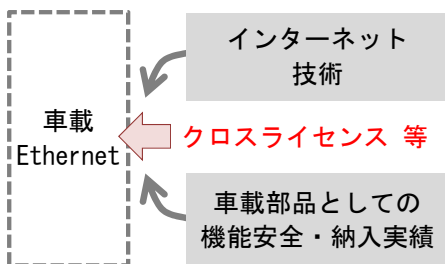 インターネット
技術
車載
Ethernet
クロスライセンス 等
車載部品としての
機能安全・納入実績